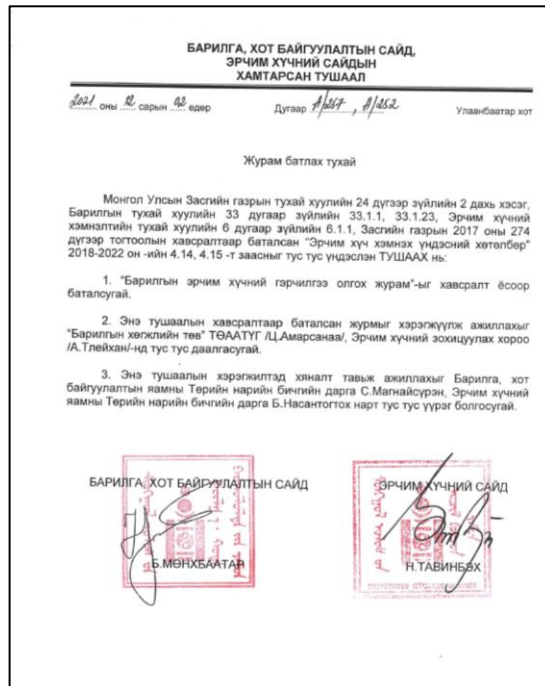 БАРИЛГА, ХОТ БАЙГУУЛАЛТЫН САЙД,
ЭРЧИМ ХҮЧНИЙ САЙДЫН
ХАМТАРСАН ТУШААЛ
2021 оны 12 сарын 02 өдөр Дугаар А/267, А/252 Улаанбаатар хот
Журам батлах тухай
Монгол Улсын Засгийн газрын тухай хуулийн 24 дүгээр зүйлийн 2 дахь хэсэг,
Барилгын тухай хуулийн 33 дугаар зүйлийн 33.1.1, 33.1.23, Эрчим хүчний
хэмнэлтийн тухай хуулийн 6 дугаар зүйлийн 6.1.1, Засгийн газрын 2017 оны 274
дүгээр тогтоолын хавсралтаар баталсан "Эрчим хүч хэмнэх үндэсний хөтөлбөр"
2018-2022 он -ийн 4.14, 4.15 -т заасныг тус тус үндэслэн ТУШААХ нь:
1. "Барилгын эрчим хүчний гэрчилгээ олгох журам"-ыг хавсралт ёсоор
баталсугай.
2. Энэ тушаалын хавсралтаар баталсан журмыг хэрэгжүүлж ажиллахыг
"Барилгын хөгжлийн төв" ТӨААТҮГ /Ц.Амарсанаа/, Эрчим хүчний зохицуулах хороо
/А.Тлейхан/-нд тус тус даалгасугай.
3. Энэ тушаалын хэрэгжилтэд хяналт тавьж ажиллахыг Барилга, хот
байгуулалтын яамны Төрийн нарийн бичгийн дарга С.Магнайсүрэн, Эрчим хүчний
яамны Төрийн нарийн бичгийн дарга Б.Насантогтох нарт тус тус үүрэг болгосугай.
БАРИЛГА, ХОТ БАЙГУУЛАЛТЫН САЙД ЭРЧИМ ХҮЧНИЙ САЙД
Б.МӨНХБААТАР Н.ТАВИНБЭХ